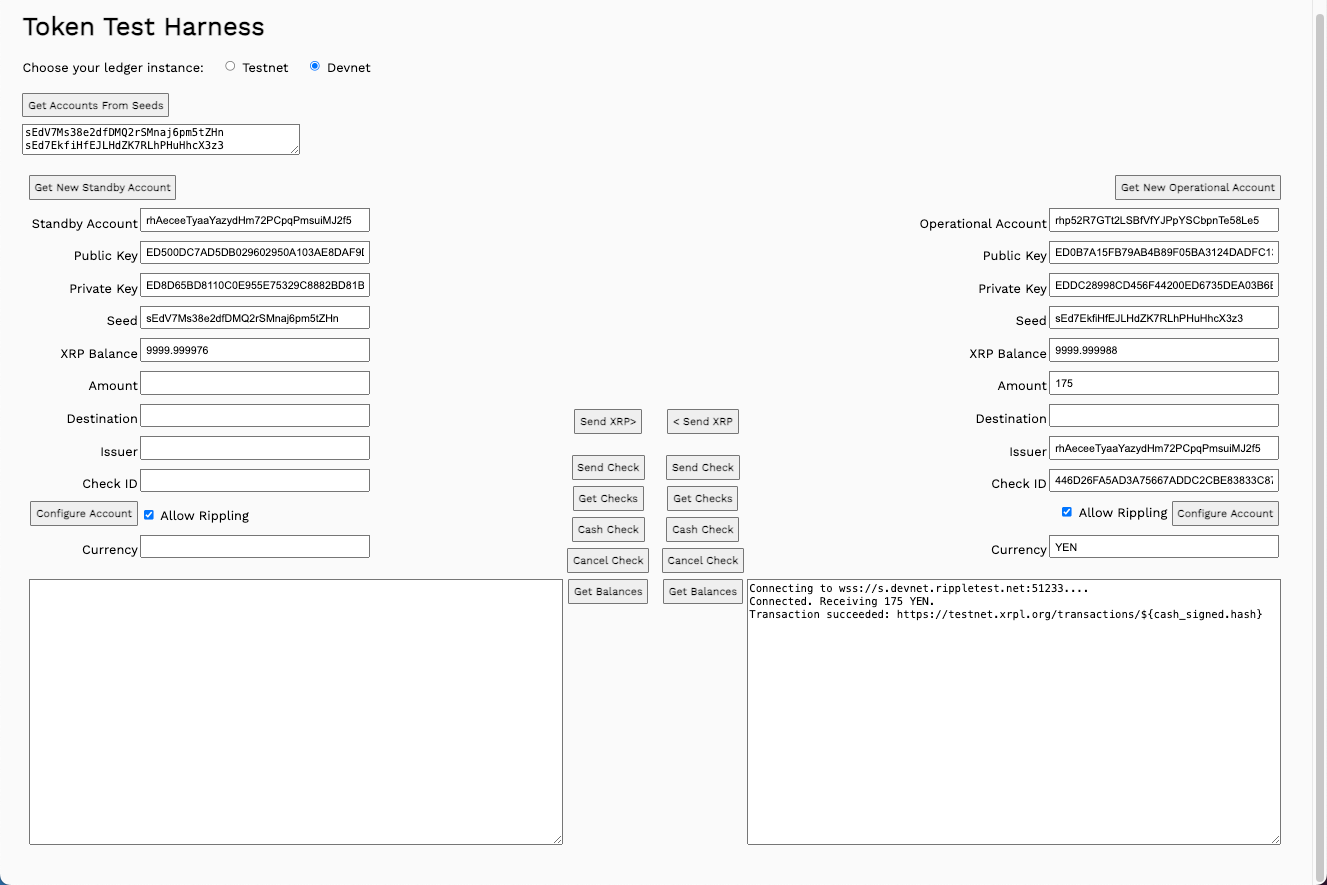 Token Test Harness
Choose your ledger instance: Testnet Devnet
Get Accounts From Seeds
sEdV7Ms38e2dfDMQ2rSMnaj6pm5tZHn
sEd7EkfiHfEJLHdZK7RLhPHuHhcX3z3
Get New Standby Account
Standby Account rhAeceeTyaaYazydHm72PCpqPmsuiMJ2f5
Public Key ED500DC7AD5DB029602950A103AE8DAF9
Private Key ED8D65BD8110C0E955E75329C8882BD81B
Seed sEdV7Ms38e2dfDMQ2rSMnaj6pm5tZHn
XRP Balance 9999.999976
Amount
Destination
Issuer
Check ID
Configure Account Allow Rippling
Currency
Send XRP> < Send XRP
Send Check Send Check
Get Checks Get Checks
Cash Check Cash Check
Cancel Check Cancel Check
Get Balances Get Balances
Get New Operational Account
Operational Account rhp52R7GTt2LSBfVfYJPpYSCbpnTe58Le5
Public Key ED0B7A15FB79AB4B89F05BA3124DADFC1
Private Key EDDC28998CD456F44200ED6735DEA03B6
Seed sEd7EkfiHfEJLHdZK7RLhPHuHhcX3z3
XRP Balance 9999.999988
Amount 175
Destination
Issuer rhAeceeTyaaYazydHm72PCpqPmsuiMJ2f5
Check ID 446D26FA5AD3A75667ADDC2CBE83833C87
Allow Rippling Configure Account
Currency YEN
Connecting to wss://s.devnet.rippletest.net:51233....
Connected. Receiving 175 YEN.
Transaction succeeded: https://testnet.xrpl.org/transactions/${cash_signed.hash}